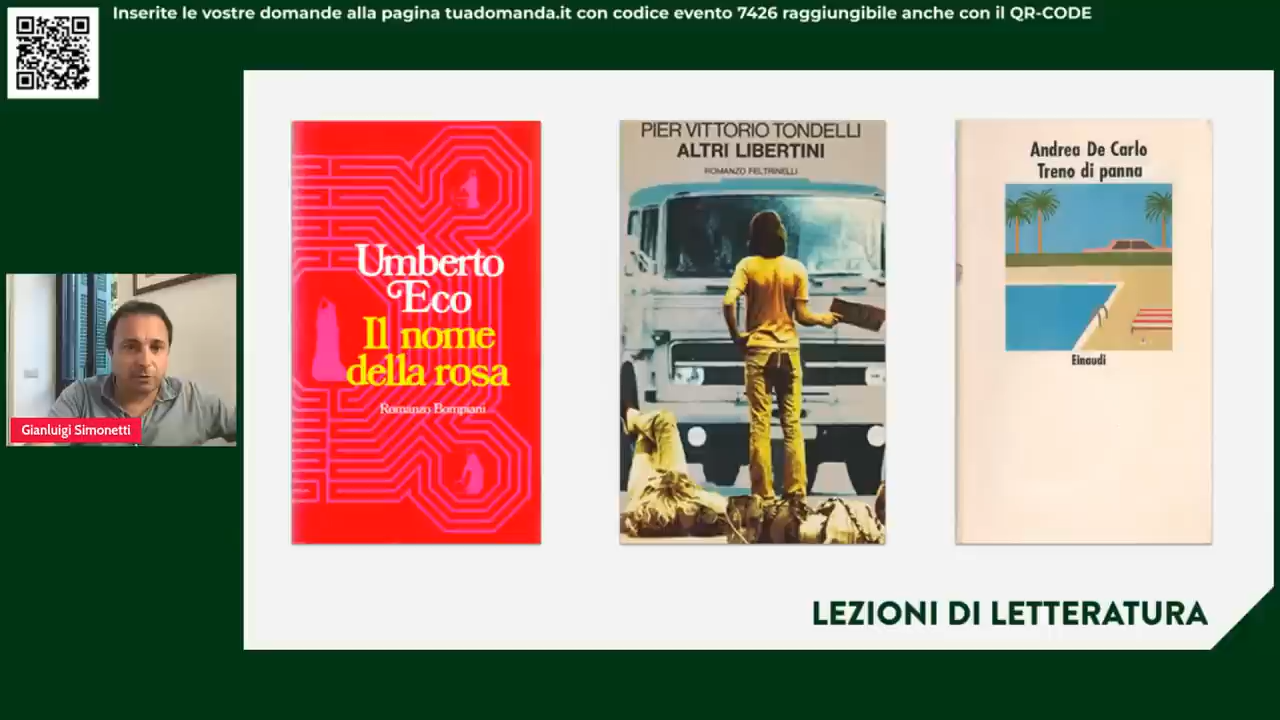 Inserite le vostre domande alla pagina tuadomanda.it con codice evento 7426 raggiungibile anche con il QR-CODE
Gianluigi Simonetti
Umberto
Eco
Il nome
della rosa
Romanzo Bompiani
PIER VITTORIO TONDELLI
ALTRI LIBERTINI
ROMANZO FELTRINELLI
Andrea De Carlo
Treno di panna
Einaudi
LEZIONI DI LETTERATURA